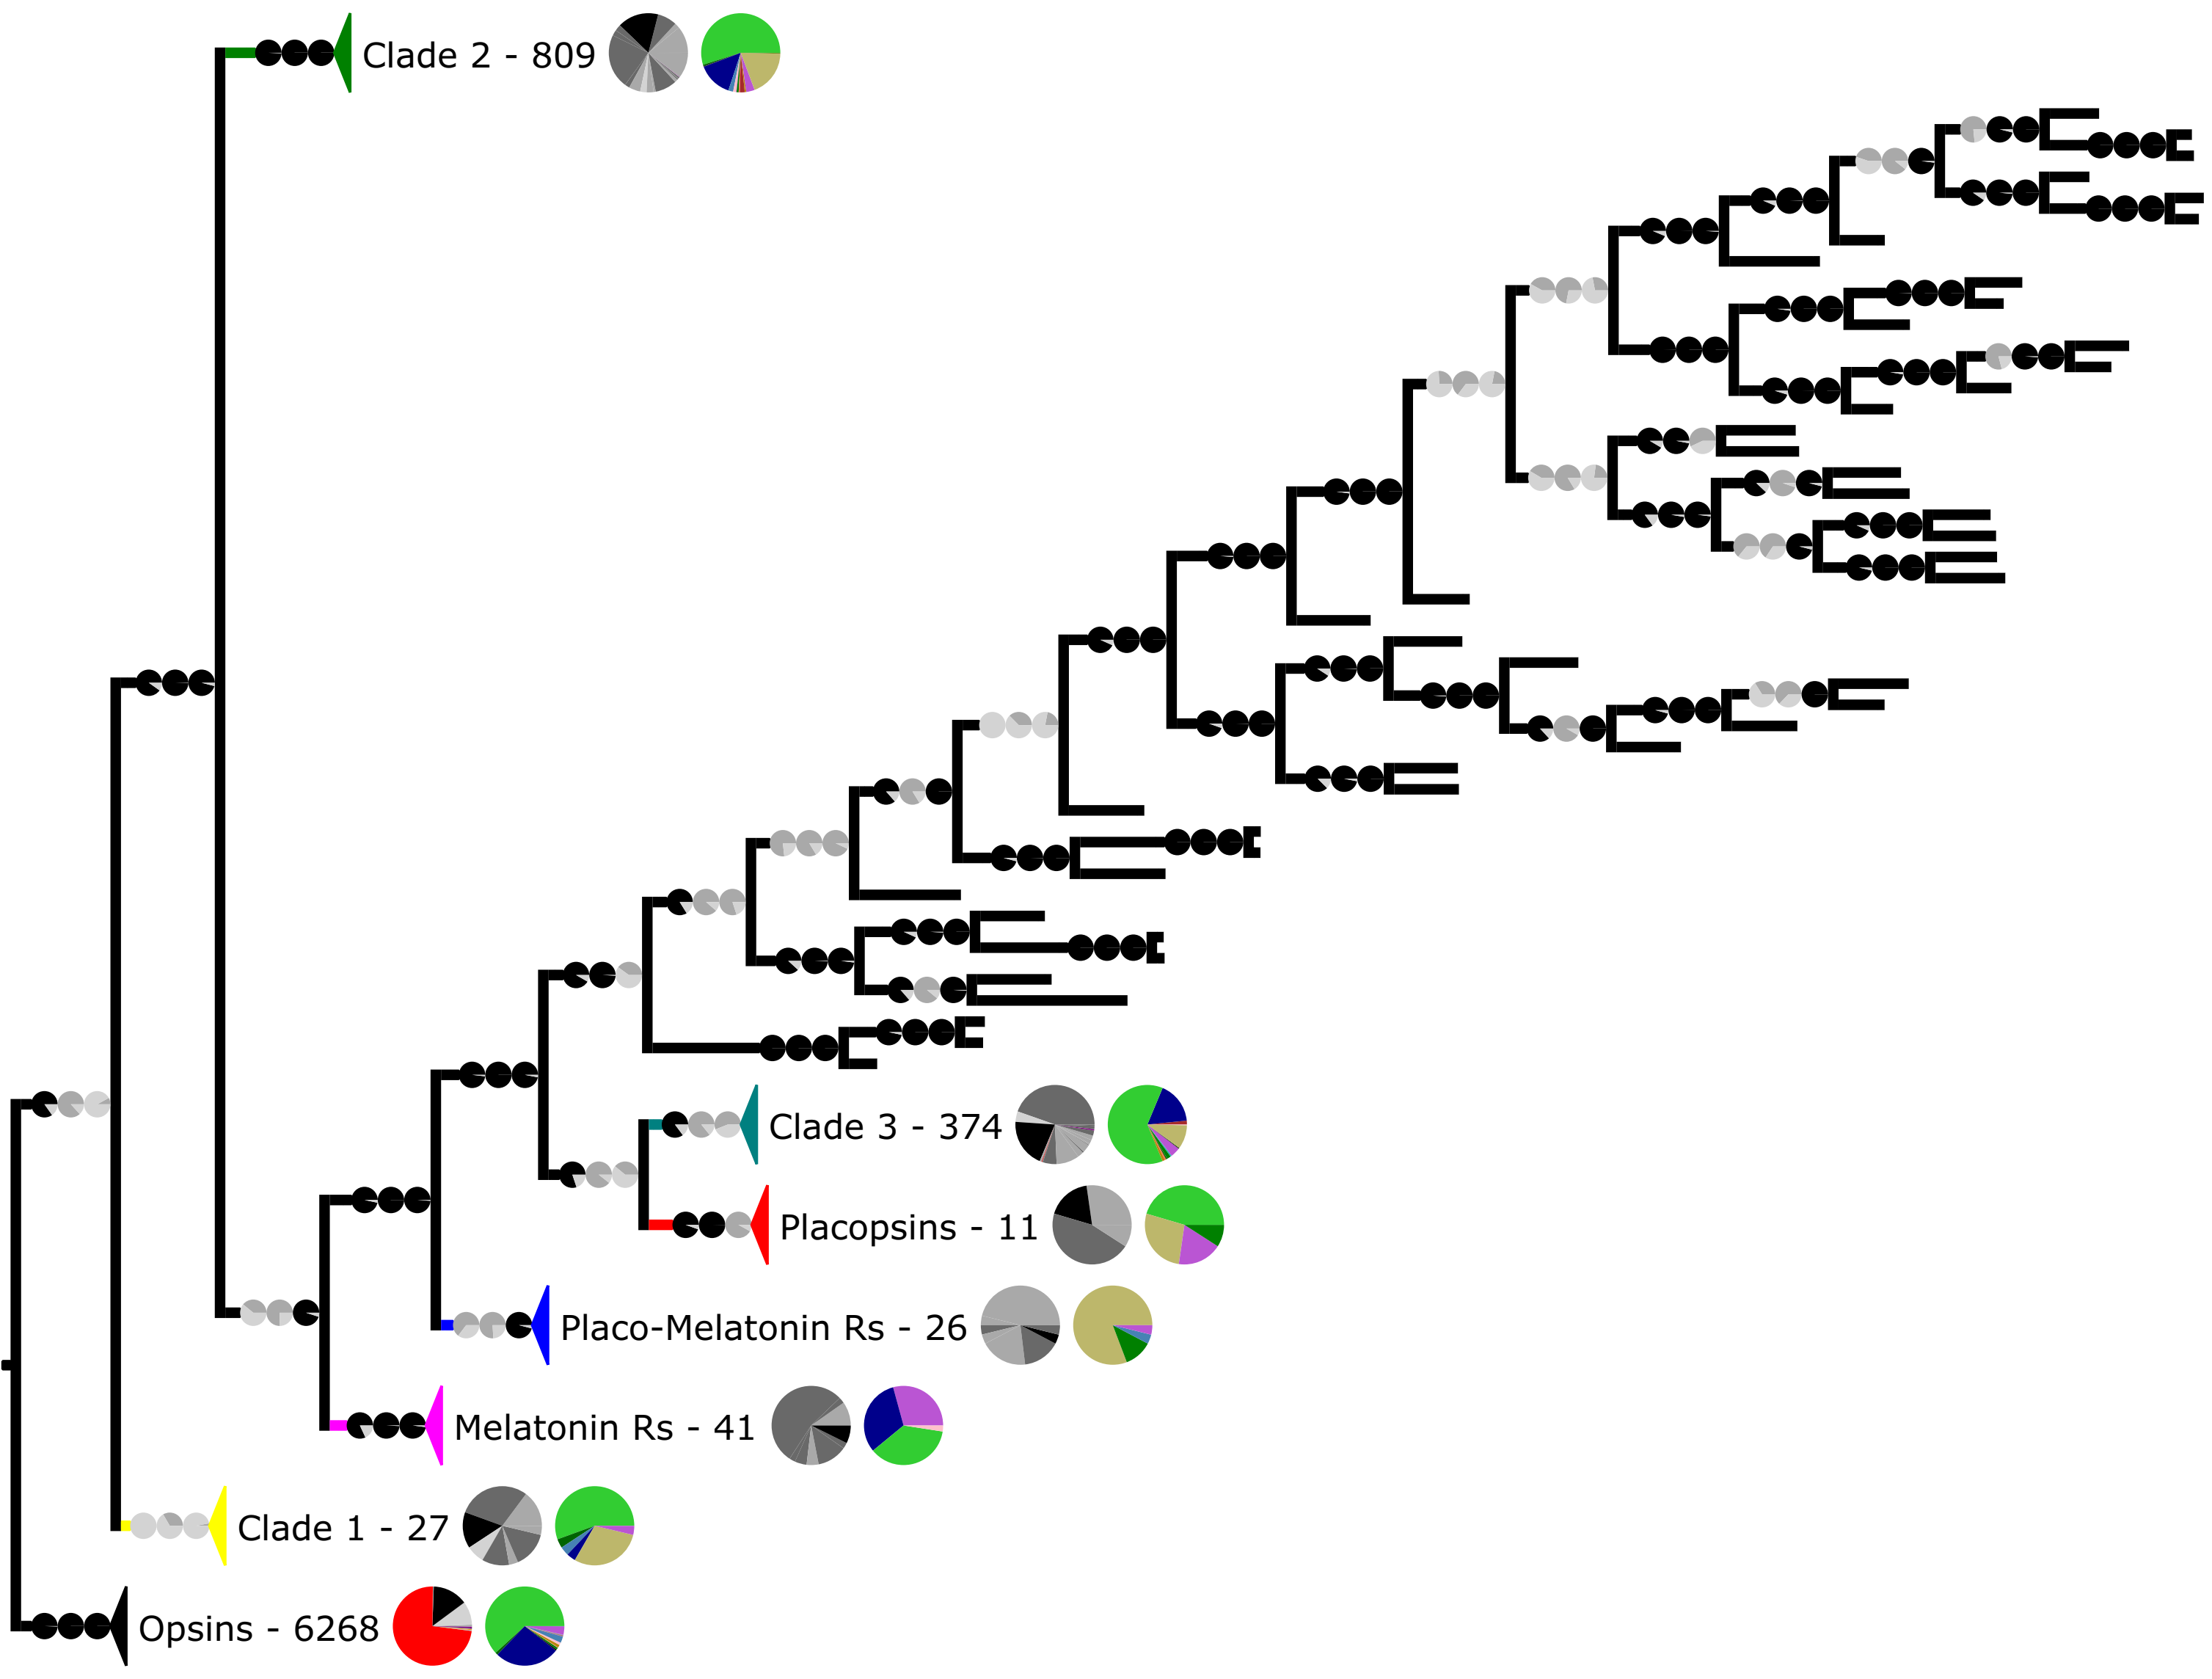 Clade 2 - 809
Clade 3 - 374
Placopsins - 11
Placo-Melatonin Rs - 26
Melatonin Rs - 41
Clade 1 - 27
Opsins - 6268